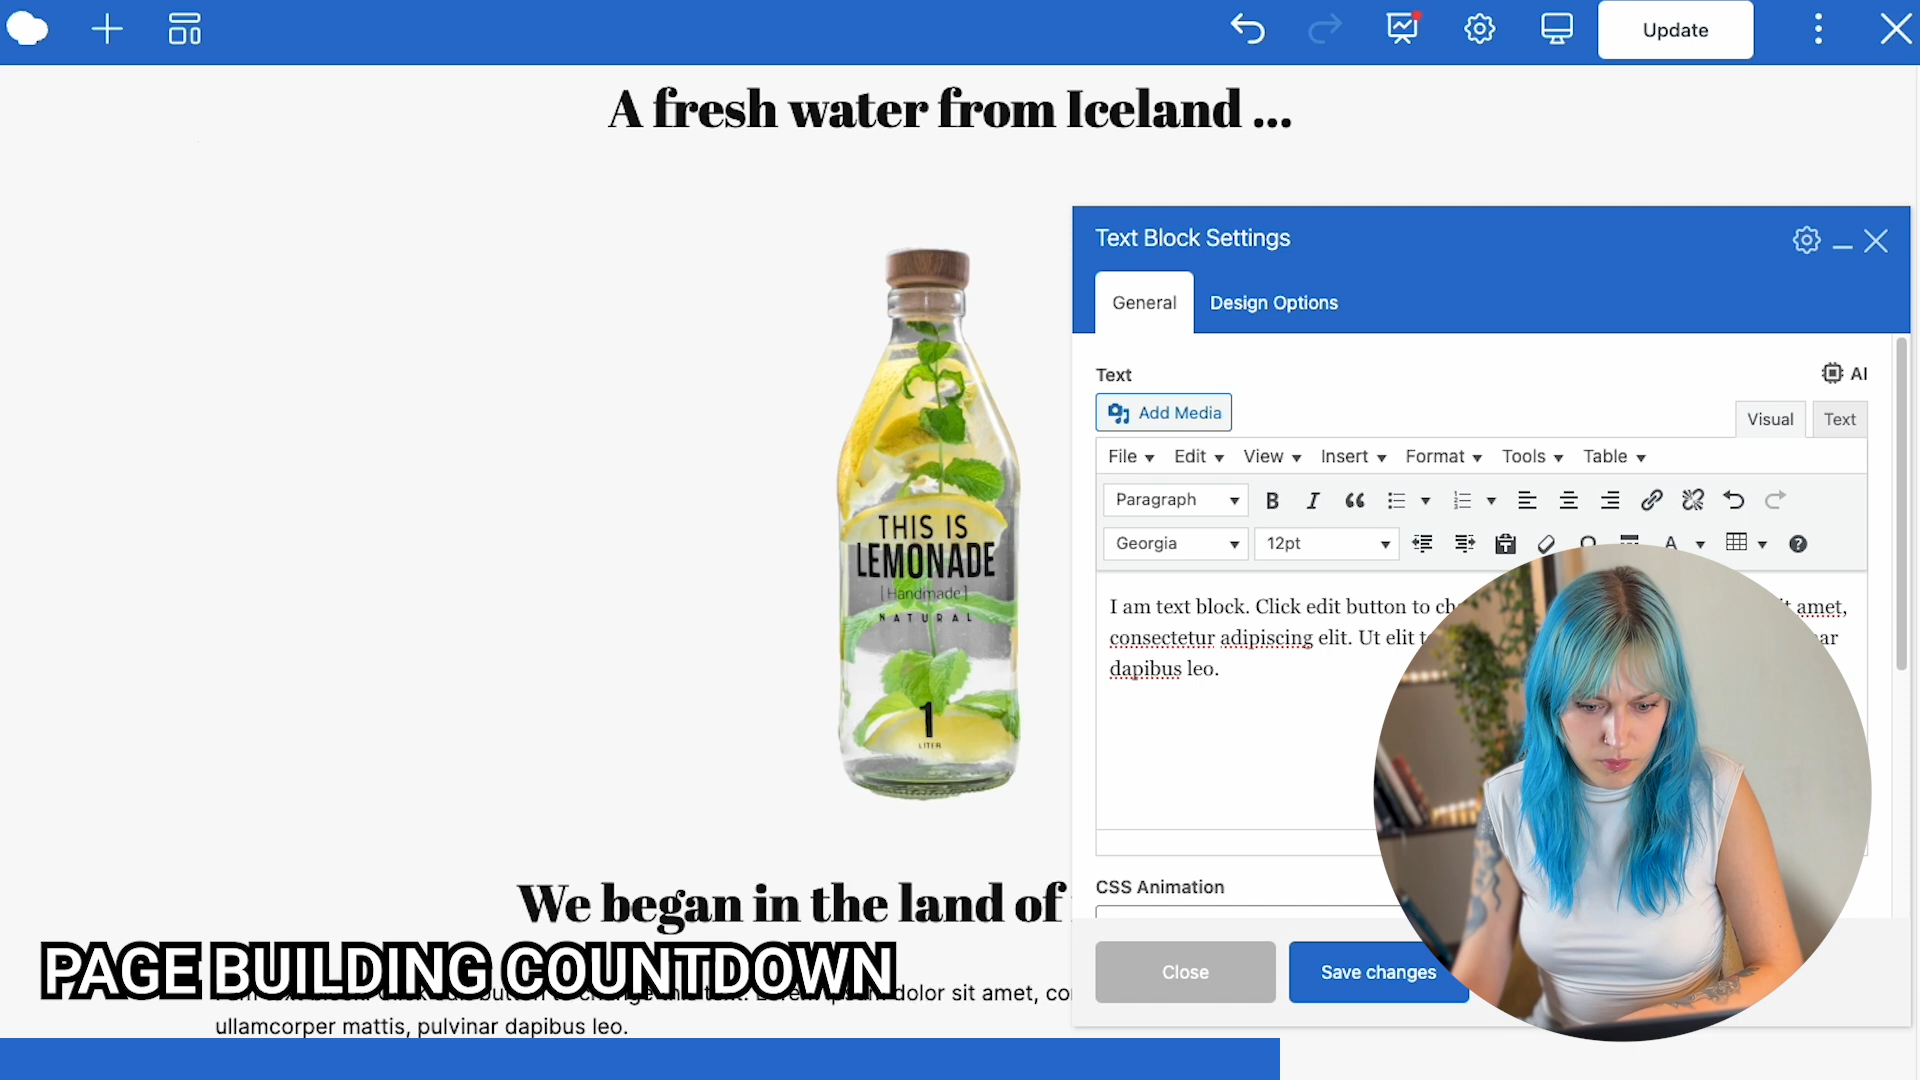 Update
A fresh water from Iceland ...
Text Block Settings
General
Design Options
Text
AI
Add Media
Visual
Text
File
Edit
View
Insert
Format
Tools
Table
Paragraph
Georgia
12pt
I am text block. Click edit button to
amet,
consectetur adipiscing elit. Ut elit
dapibus leo.
THIS IS
LEMONADE
[Handmade]
NATURAL
1
LITER
CSS Animation
We began in the land of
PAGE BUILDING COUNTDOWN
dolor sit amet,
ullamcorper mattis, pulvinar dapibus leo.
Close
Save changes